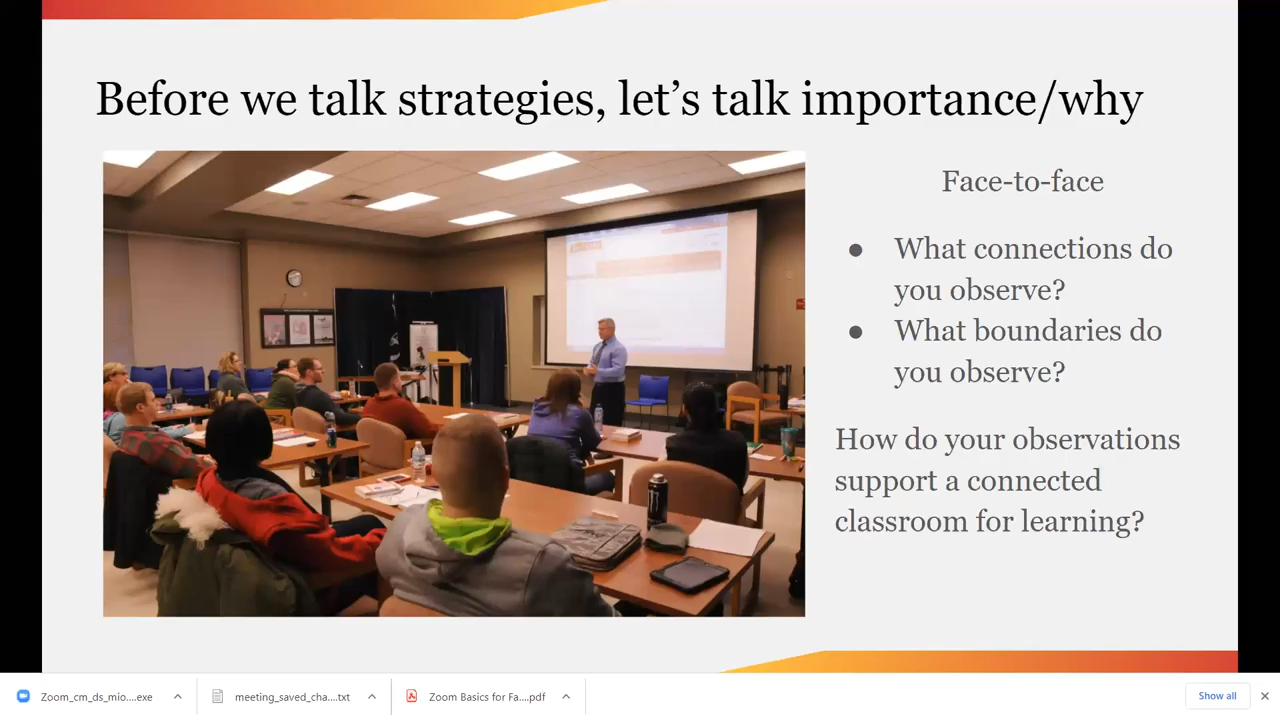 Before we talk strategies, let's talk importance/why
Face-to-face
● What connections do
you observe?
● What boundaries do
you observe?
How do your observations
support a connected
classroom for learning?
Zoom_cm_ds_mio....exe
meeting_saved_cha....txt
Zoom Basics for Fa....pdf
Show all